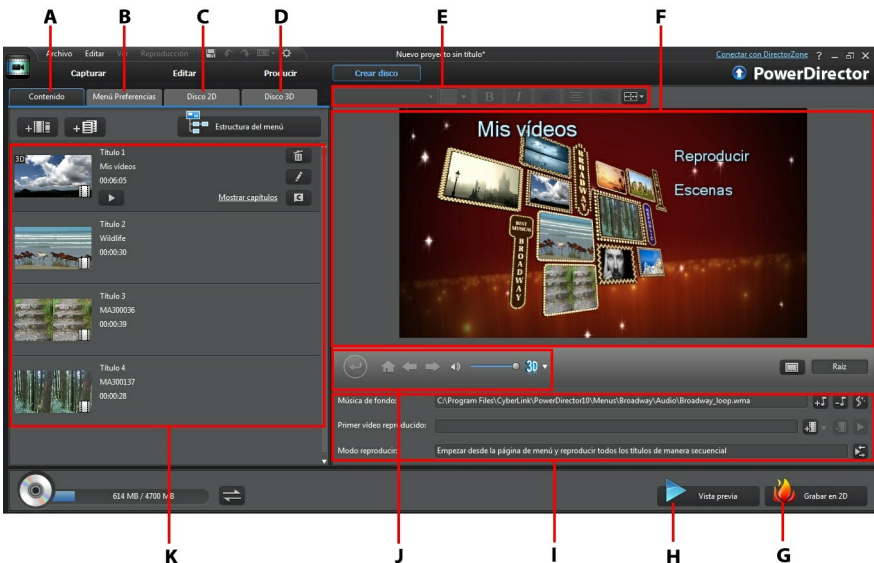 A B C D E F
Archivo Editar Ver Reproducción
Nuevo proyecto sin título*
Conectar con DirectorZone ?
Capturar Editar Producir Crear disco
PowerDirector
Contenido Menú Preferencias Disco 2D Disco 3D
B I
Estructura del menú
3D
Título 1
Mis vídeos
00:06:05
Mostrar capítulos
Título 2
Wildlife
00:00:30
Título 3
MA300036
00:00:39
Título 4
MA300137
00:00:28
Mis vídeos
Reproducir
Escenas
BROADWAY
BEST MUSICAL
BROADWAY
3D
Raíz
Música de fondo:
C:\Program Files\CyberLink\PowerDirector10\Menus\Broadway\Audio\Broadway_loop.wma
Primer vídeo reproducido:
Modo reproducir:
Empezar desde la página de menú y reproducir todos los títulos de manera secuencial
614 MB / 4700 MB
Vista previa
Grabar en 2D
K J I H G